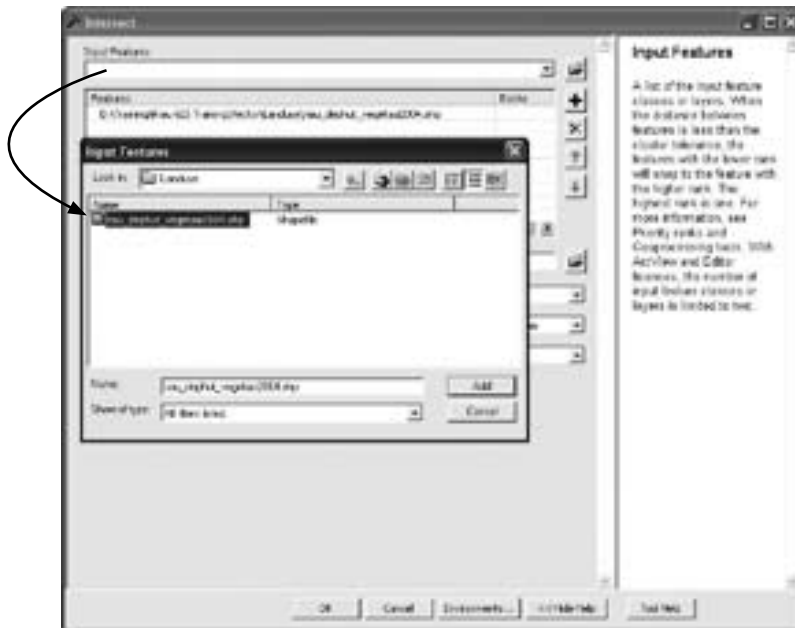 Intersect
Input Features
Features
Ranks
Input Features
Look in:
Landuse
Name
Type
Shapefile
Name:
Add
Show of type:
Cancel
OK
Cancel
Environments...
<< Hide Help
Tool Help
Input Features
A list of the input feature
classes or layers. When
the distance between
features is less than the
cluster tolerance, the
features with the lower rank
will snap to the feature with
the higher rank. The
highest rank is one. For
more information, see
Priority ranks and
Geoprocessing tools. With
ArcView and Editor
licenses, the number of
input feature classes or
layers is limited to two.